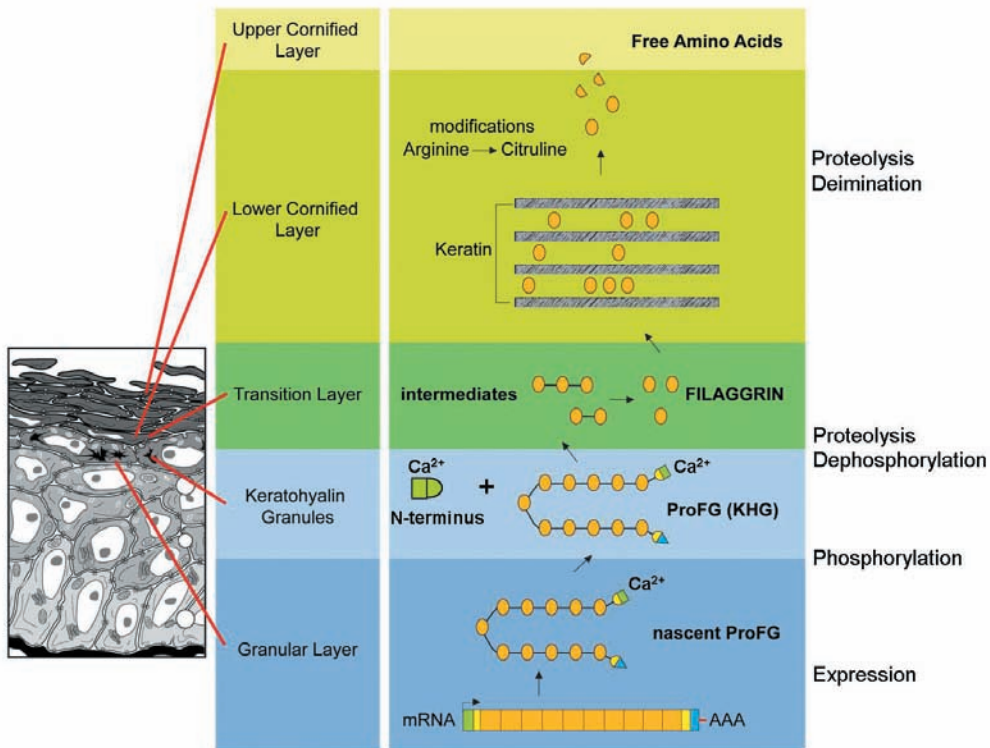 Upper Cornified
Layer
Free Amino Acids
modifications
Arginine → Citruline
Proteolysis
Deimination
Lower Cornified
Layer
Keratin
Transition Layer
intermediates
FILAGGRIN
Proteolysis
Dephosphorylation
Ca²⁺
N-terminus
+
Ca²⁺
Keratohyalin
Granules
ProFG (KHG)
Phosphorylation
Ca²⁺
nascent ProFG
Granular Layer
Expression
mRNA
AAA